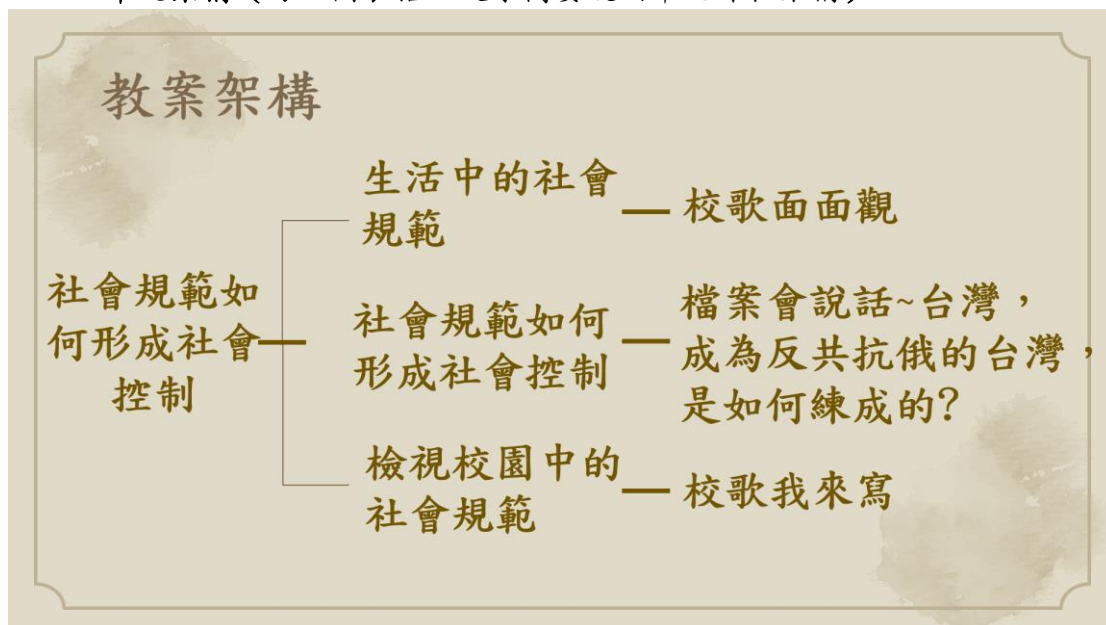 教案架構
社會規範如
何形成社會
控制
生活中的社會
規範
校歌面面觀
社會規範如何
形成社會控制
檔案會說話~台灣，
成為反共抗俄的台灣，
是如何練成的?
檢視校園中的
社會規範
校歌我來寫